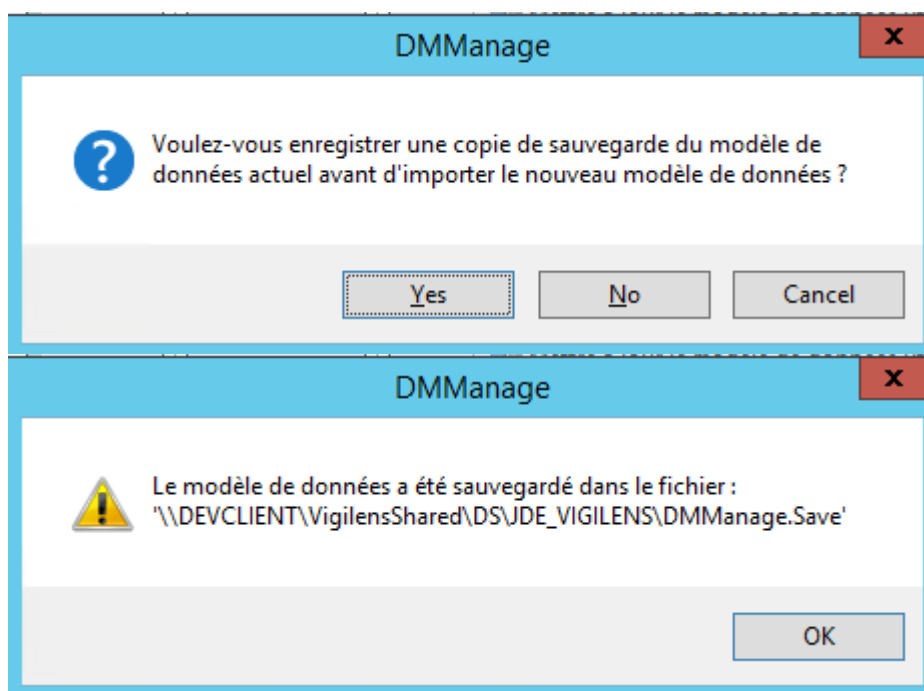 DMManage
x
Voulez-vous enregistrer une copie de sauvegarde du modèle de
données actuel avant d'importer le nouveau modèle de données ?
Yes
No
Cancel
DMManage
x
Le modèle de données a été sauvegardé dans le fichier :
'\\DEVCLIENT\VigilensShared\DS\JDE_VIGILENS\DMManage.Save'
OK